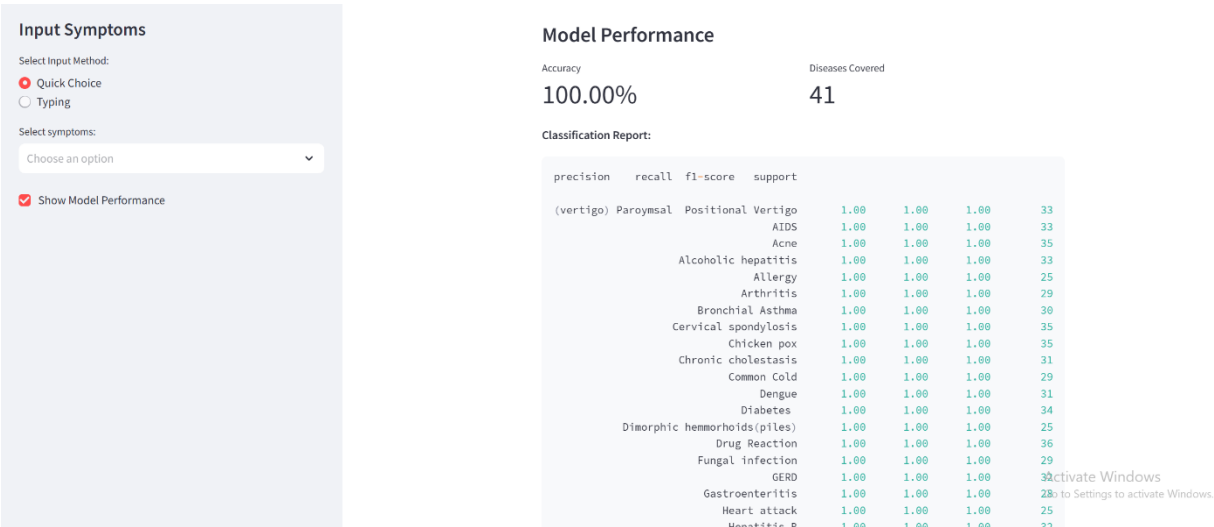 Input Symptoms
Select Input Method:
Quick Choice
Typing
Select symptoms:
Choose an option
Show Model Performance
Model Performance
Accuracy
100.00%
Diseases Covered
41
Classification Report:
precision recall f1-score support
(vertigo) Paroymsal Positional Vertigo 1.00 1.00 1.00 33
AIDS 1.00 1.00 1.00 33
Acne 1.00 1.00 1.00 35
Alcoholic hepatitis 1.00 1.00 1.00 33
Allergy 1.00 1.00 1.00 25
Arthritis 1.00 1.00 1.00 29
Bronchial Asthma 1.00 1.00 1.00 30
Cervical spondylosis 1.00 1.00 1.00 35
Chicken pox 1.00 1.00 1.00 35
Chronic cholestasis 1.00 1.00 1.00 31
Common Cold 1.00 1.00 1.00 29
Dengue 1.00 1.00 1.00 31
Diabetes 1.00 1.00 1.00 34
Dimorphic hemmorhoids(piles) 1.00 1.00 1.00 25
Drug Reaction 1.00 1.00 1.00 36
Fungal infection 1.00 1.00 1.00 29
GERD 1.00 1.00 1.00
Gastroenteritis 1.00 1.00 1.00
Heart attack 1.00 1.00 1.00 25
Hepatitis B 1.00 1.00 1.00 32
Activate Windows
Go to Settings to activate Windows.